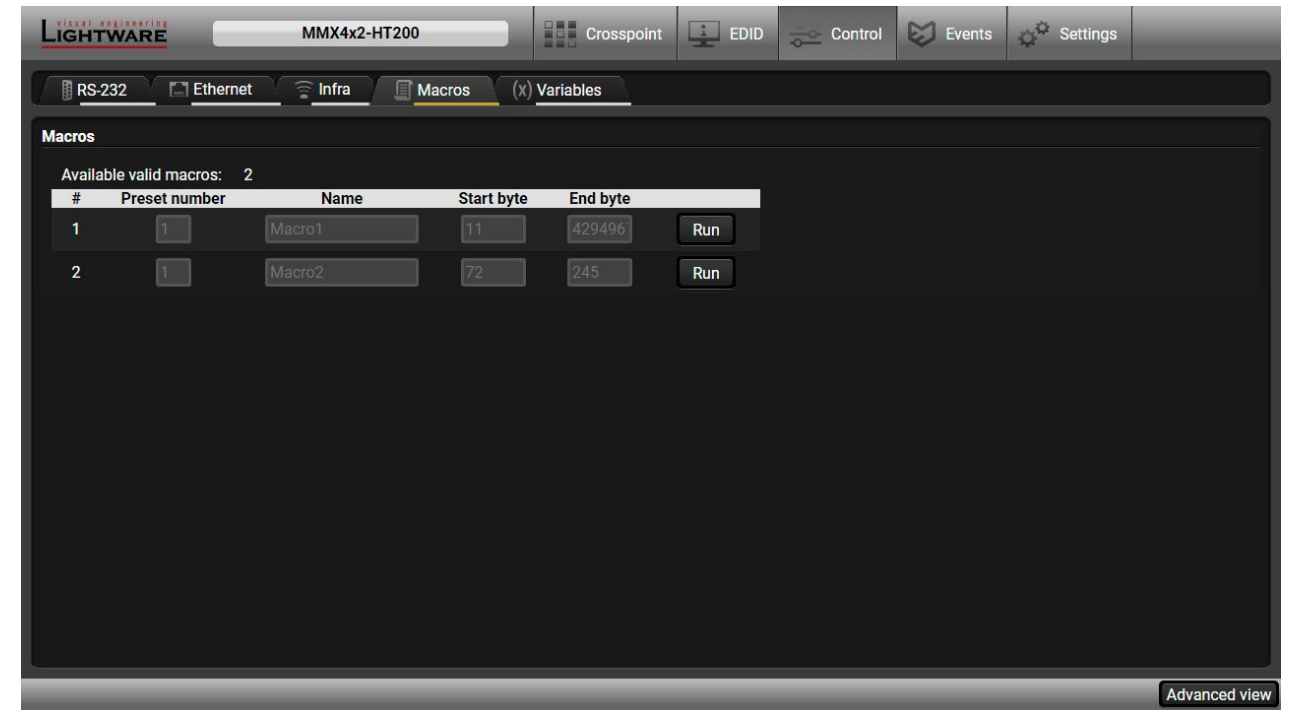 visual engineering
LIGHTWARE MMX4x2-HT200 Crosspoint EDID Control Events Settings
RS-232 Ethernet Infra Macros (x) Variables
Macros
Available valid macros: 2
# Preset number Name Start byte End byte
1 1 Macro1 11 429496 Run
2 1 Macro2 72 245 Run
Advanced view